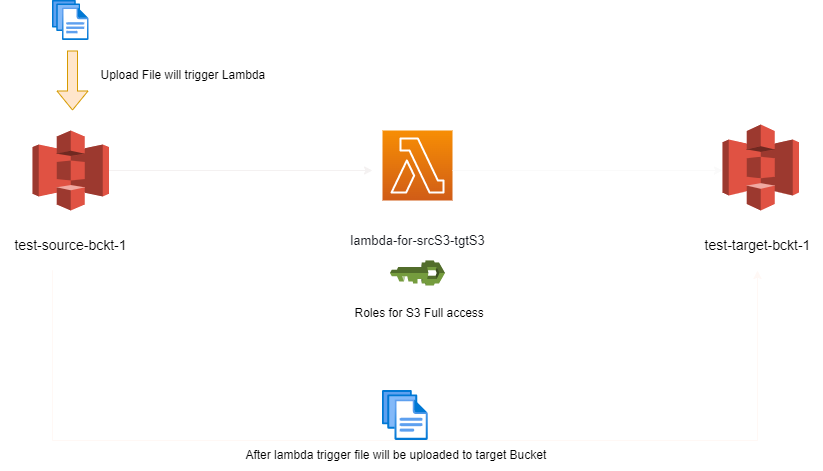 Upload File will trigger Lambda
test-source-bckt-1
lambda-for-srcS3-tgtS3
test-target-bckt-1
Roles for S3 Full access
After lambda trigger file will be uploaded to target Bucket